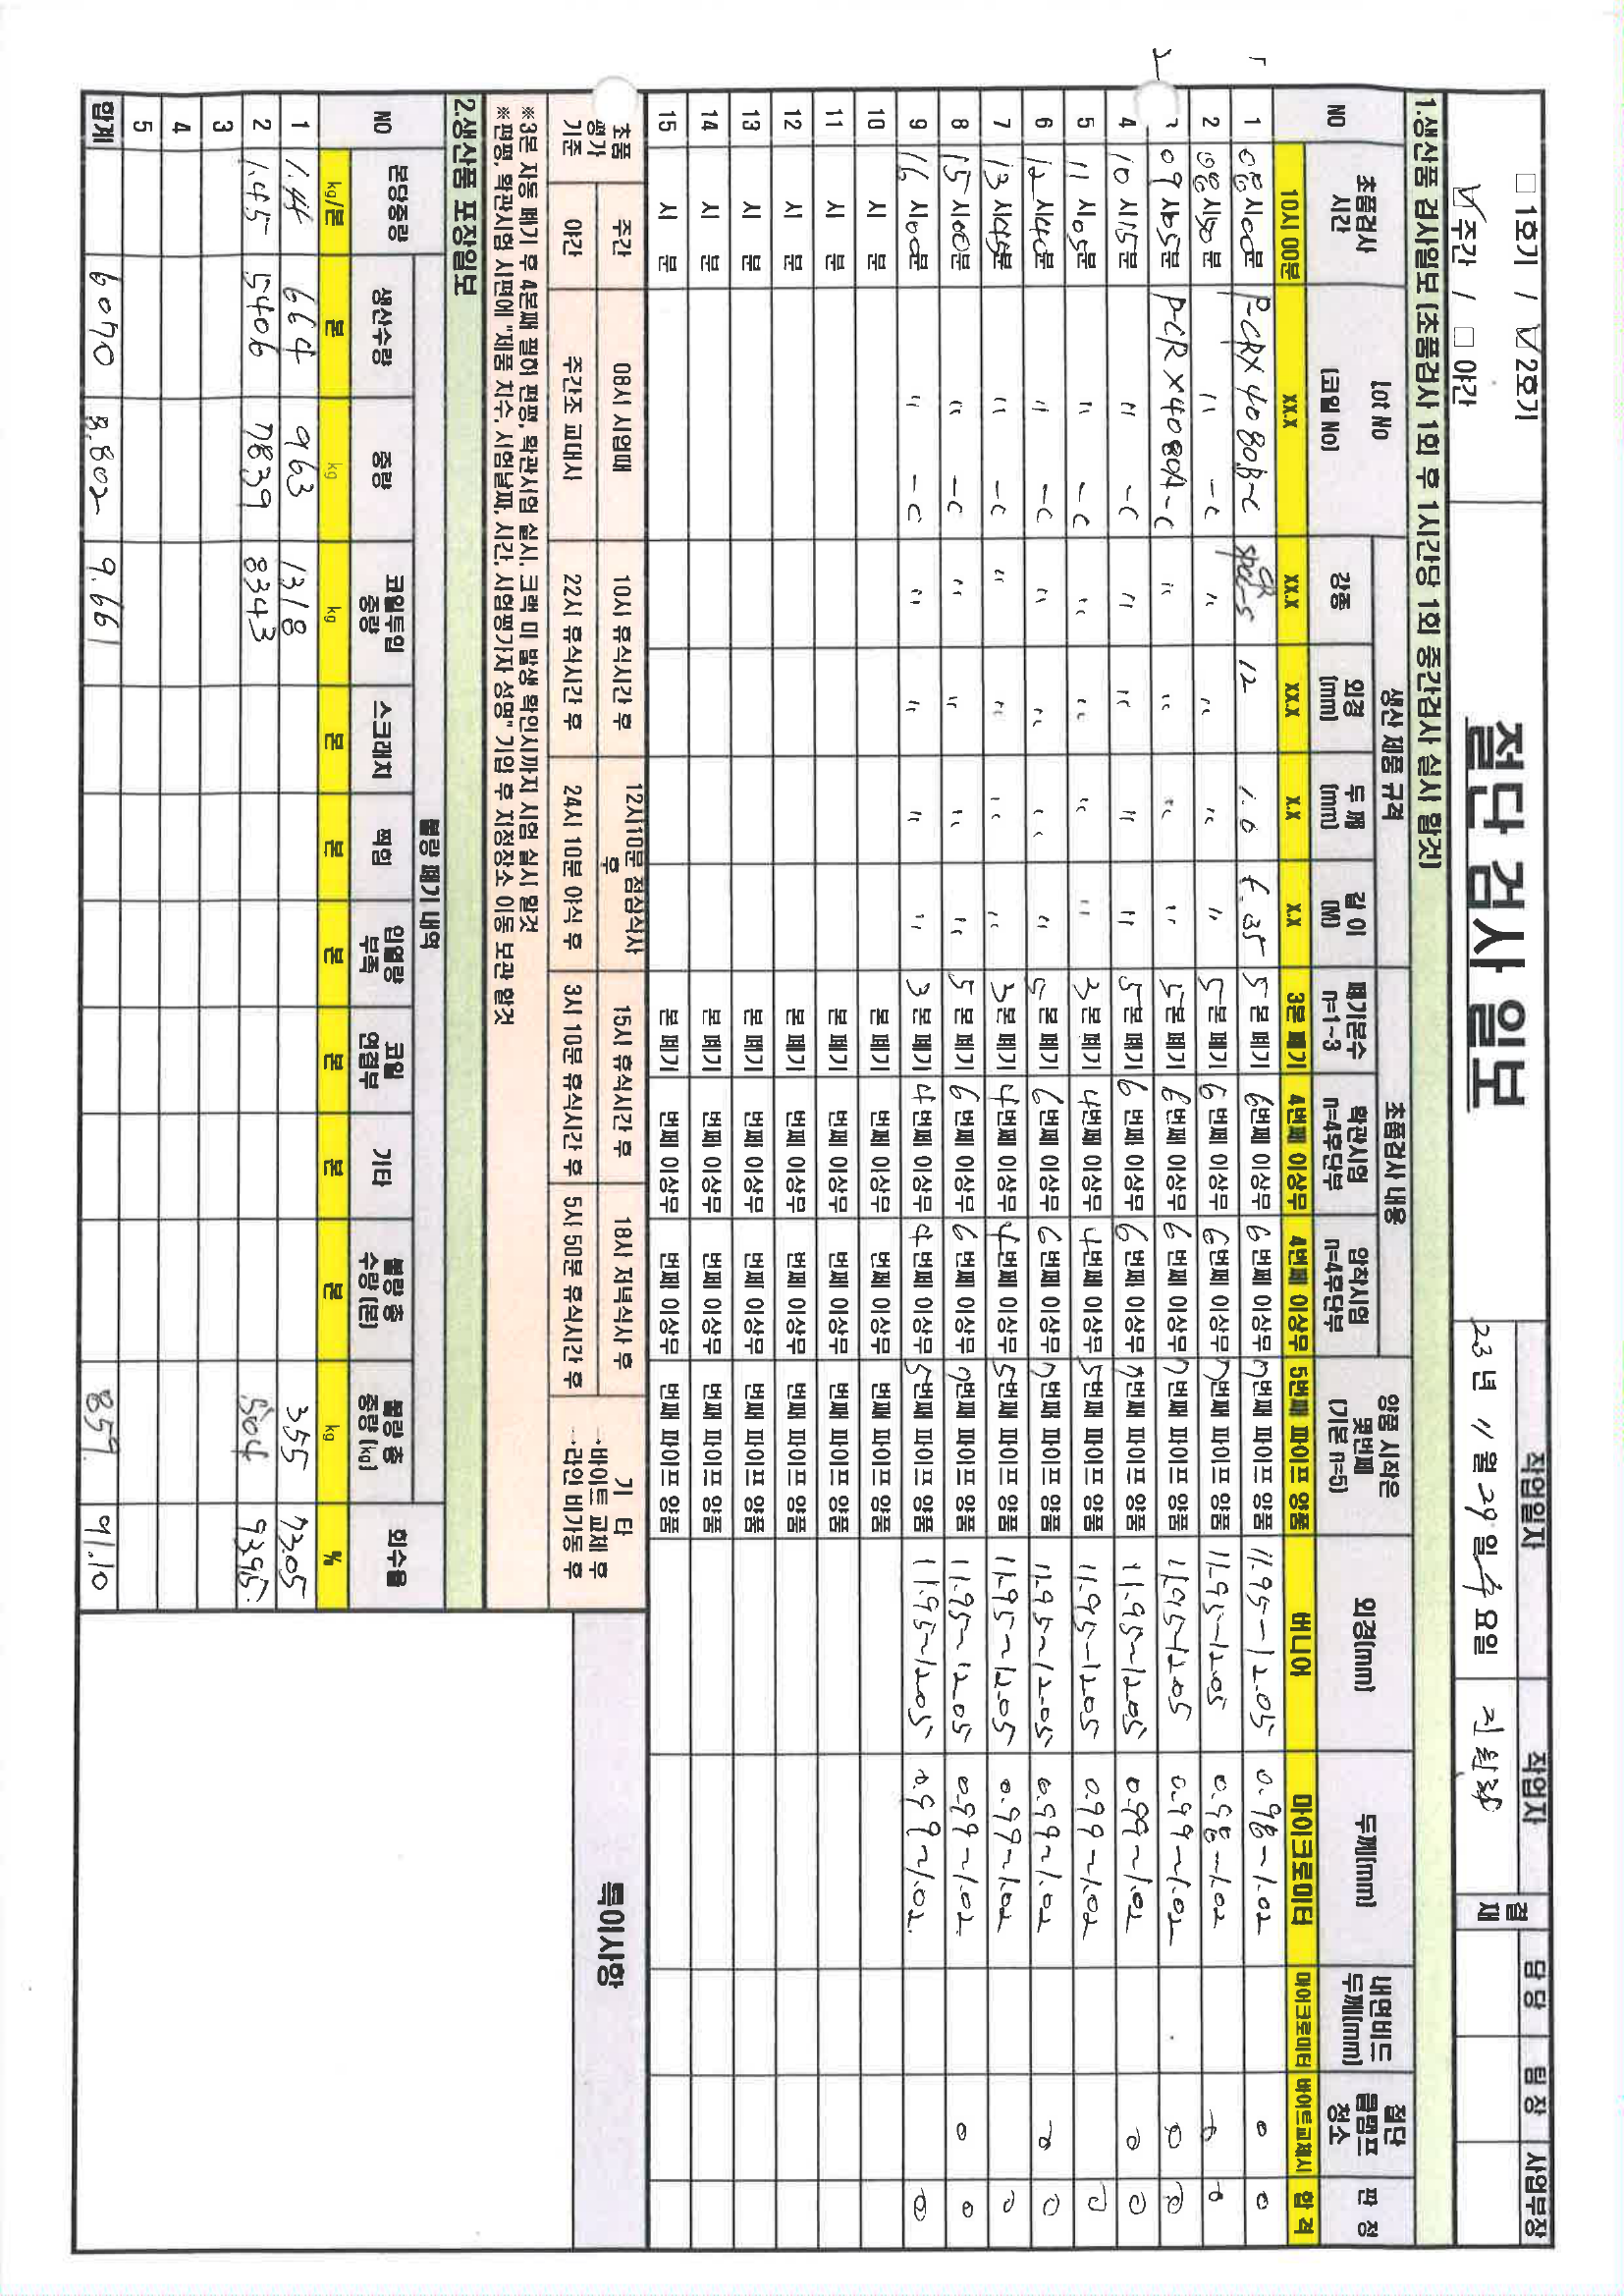 □ 1호기 / ☑ 2호기
☑ 주간 / □ 야간
절단 검사 일보
작업일자 작업자 결재 담당 팀장 사업부장
23년 11월 29일 수요일
1.생산품 검사일보 (초품검사 1회 후 1시간당 1회 중간검사 실시 할것)
NO 초품검사 시간 lot No (코일 No) 생산 제품 규격 초품검사 내용 양품 시작은 몇번째 (기본 n=5) 외경(mm) 두께(mm) 내면비드 두께(mm) 절단 클램프 청소 판 정
강종 외경 (mm) 두 께 (mm) 길 이 (M) 폐기본수 n=1~3 확관시험 n=4후단부 압착시험 n=4후단부
10시 00분 XX.X XX.X XX.X X.X X.X 3본 폐기 4번째 이상무 4번째 이상무 5번째 파이프 양품 버니어 마이크로미터 마이크로미터 바이트교체시 합 격
1 08시00분 P-CRX4080B-C 12 1.0 6.35 5본 폐기 6번째 이상무 6번째 이상무 7번째 파이프 양품 11.95-12.05 0.98~1.02 o o
2 08시50분 〃 -C 〃 〃 〃 〃 5본 폐기 6번째 이상무 6번째 이상무 7번째 파이프 양품 11.95-12.05 0.98-1.02 o o
3 09시05분 P-CRX4080A-C 〃 〃 〃 〃 5본 폐기 6번째 이상무 6번째 이상무 7번째 파이프 양품 11.95-12.05 0.99~1.02 o o
4 10시15분 〃 -C 〃 〃 〃 〃 5본 폐기 6번째 이상무 6번째 이상무 7번째 파이프 양품 11.95~12.05 0.99~1.02 o o
5 11시05분 〃 -C 〃 〃 〃 〃 3본 폐기 4번째 이상무 4번째 이상무 5번째 파이프 양품 11.95-12.05 0.99~1.02 o
6 12시40분 〃 -C 〃 〃 〃 〃 5본 폐기 6번째 이상무 6번째 이상무 7번째 파이프 양품 11.95~12.05 0.99~1.02 o o
7 13시45분 〃 -C 〃 〃 〃 〃 3본 폐기 4번째 이상무 4번째 이상무 5번째 파이프 양품 11.95~12.05 0.99~1.02 o
8 15시00분 〃 -C 〃 〃 〃 〃 5본 폐기 6번째 이상무 6번째 이상무 7번째 파이프 양품 11.95~12.05 0.99~1.02 o o
9 16시00분 〃 -C 〃 〃 〃 〃 3본 폐기 4번째 이상무 4번째 이상무 5번째 파이프 양품 11.95~12.05 0.99~1.02. o
10 시 분 본 폐기 번째 이상무 번째 이상무 번째 파이프 양품
11 시 분 본 폐기 번째 이상무 번째 이상무 번째 파이프 양품
12 시 분 본 폐기 번째 이상무 번째 이상무 번째 파이프 양품
13 시 분 본 폐기 번째 이상무 번째 이상무 번째 파이프 양품
14 시 분 본 폐기 번째 이상무 번째 이상무 번째 파이프 양품
15 시 분 본 폐기 번째 이상무 번째 이상무 번째 파이프 양품
초품 평가 기준 주간 08시 시업때 10시 휴식시간 후 12시10분 점심식사 후 15시 휴식시간 후 18시 저녁식사 후 기 타
야간 주간조 교대시 22시 휴식시간 후 24시 10분 야식 후 3시 10분 휴식시간 후 5시 50분 휴식시간 후 →바이트 교체 후 →라인 비가동 후
특이사항
※3본 자동 폐기 후 4본째 필히 편평, 확관시험 실시, 크랙 미 발생 확인시까지 시험 실시 할것
※편평, 확관시험 시편에 "제품 치수, 시험날짜, 시간, 시험평가자 성명" 기입 후 지정장소 이동 보관 할것
2.생산품 포장일보
NO 본당중량 생산수량 중량 코일투입 중량 불량 폐기 내역 회수율
스크래치 찍힘 입열량 부족 코일 연결부 기타 불량 총 수량 (본) 불량 총 중량 (kg)
kg/본 본 kg kg 본 본 본 본 본 본 kg %
1 1.44 664 963 1318 355 73.05
2 1.45 5406 7839 8343 504 93.95.
3
4
5
합계 6070 8.802 9.661 859. 91.10